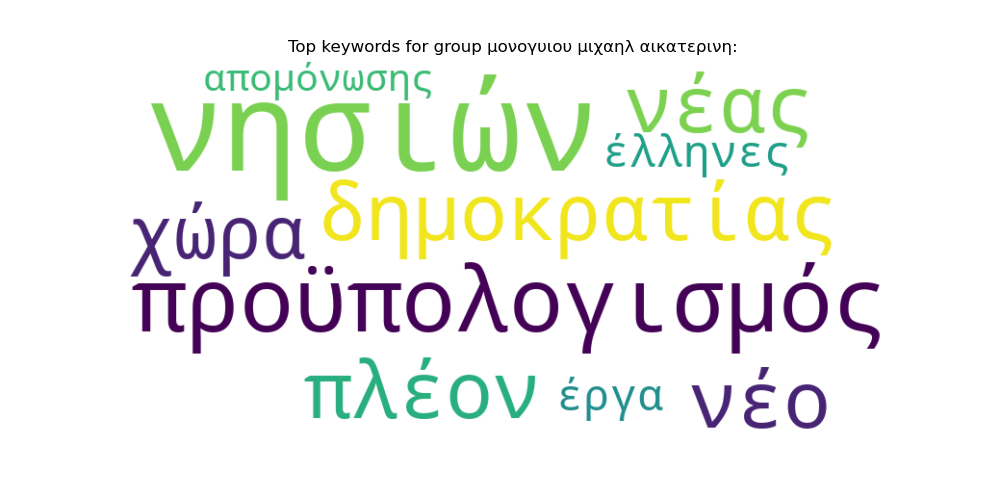 Top keywords for group μονογυιου μιχαηλ αικατερινη:
απομόνωσης
νησιών νέας
έλληνες
χώρα δημοκρατίας
προϋπολογισμός
πλέον έργα νέο